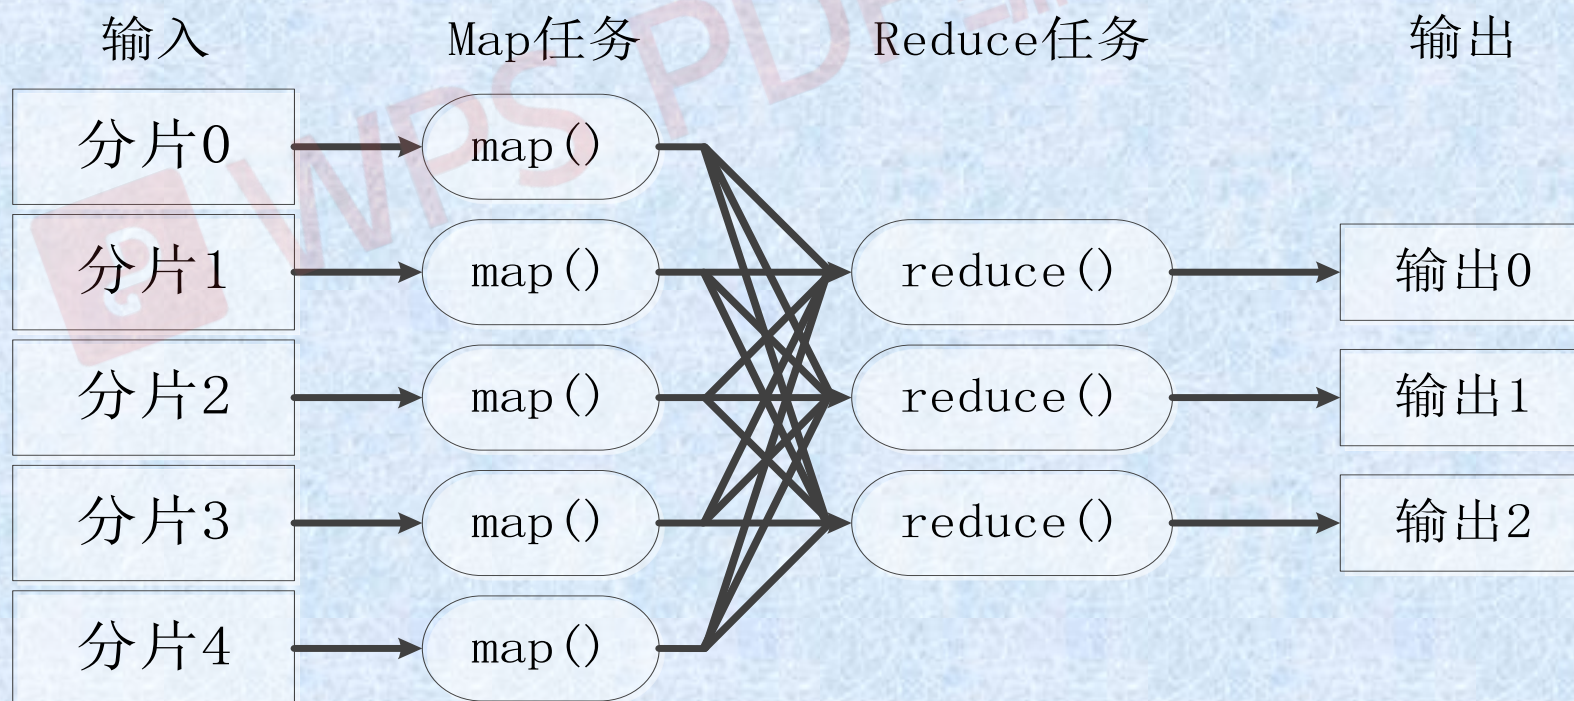 输入 Map任务 Reduce任务 输出
分片0 map()
分片1 map() reduce() 输出0
分片2 map() reduce() 输出1
分片3 map() reduce() 输出2
分片4 map()
WPS PDF